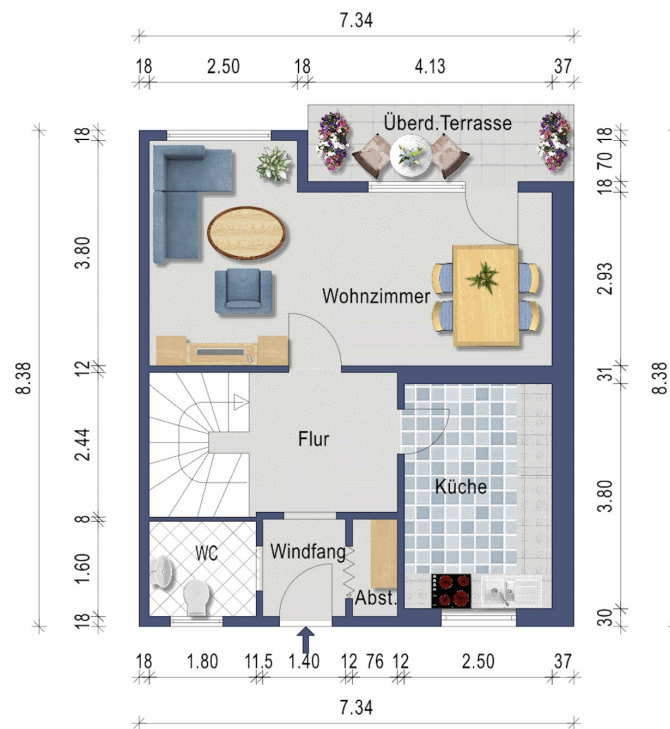 7.34
18 2.50 18 4.13 37
Überd.Terrasse
18
18
70
18
3.80
2.93
Wohnzimmer
8.38
8.38
12
31
2.44
Flur
3.80
Küche
8
WC
Windfang
1.60
Abst.
18
30
18 1.80 11.5 1.40 12 76 12 2.50 37
7.34